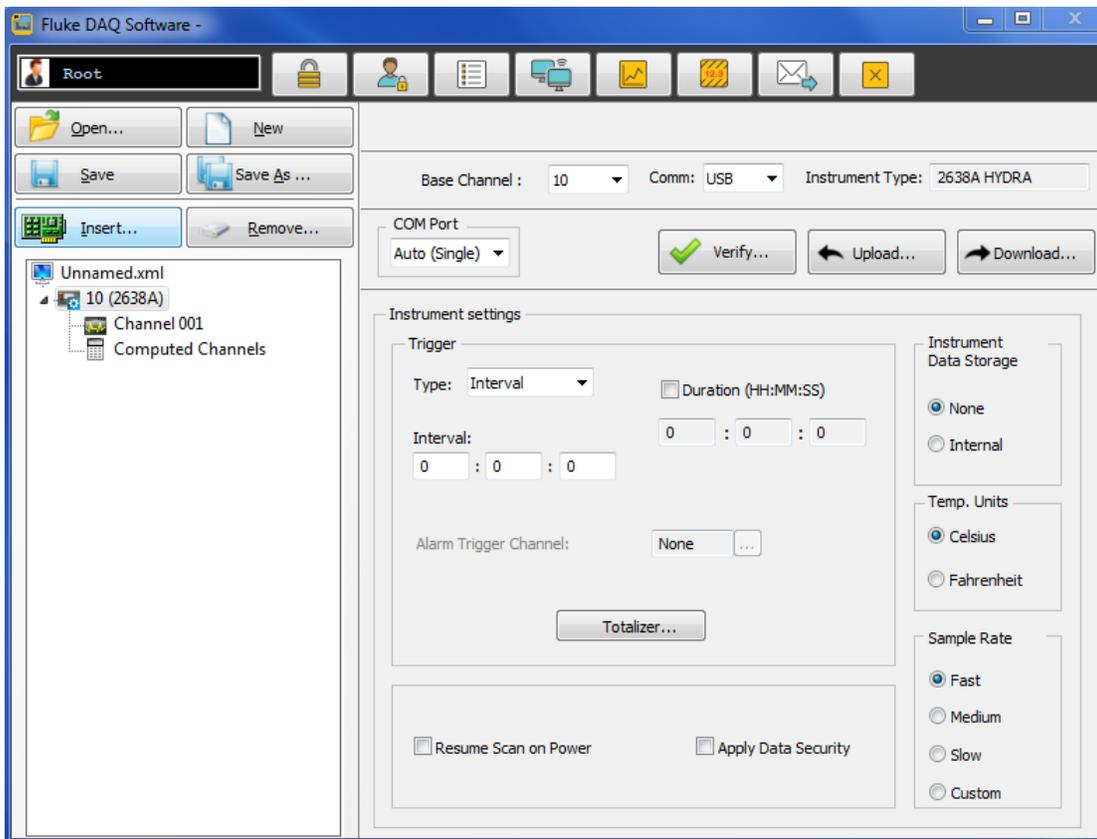 Fluke DAQ Software -
Root
12.3
Open... New
Save Save As ...
Insert... Remove...
Unnamed.xml
10 (2638A)
Channel 001
Computed Channels
Base Channel : 10 Comm: USB Instrument Type: 2638A HYDRA
COM Port
Auto (Single) Verify... Upload... Download...
Instrument settings
Trigger
Type: Interval
Duration (HH:MM:SS)
0 : 0 : 0
Interval:
0 : 0 : 0
Alarm Trigger Channel: None ...
Totalizer...
Resume Scan on Power Apply Data Security
Instrument
Data Storage
None
Internal
Temp. Units
Celsius
Fahrenheit
Sample Rate
Fast
Medium
Slow
Custom